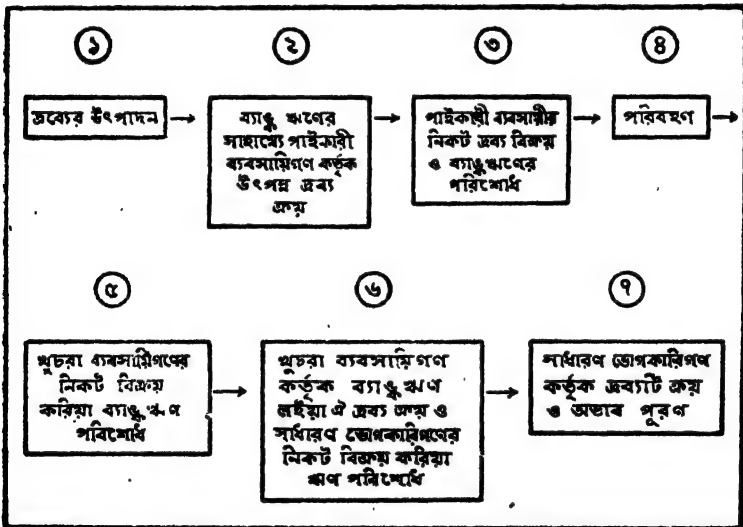 ১
২
৩
৪
দ্রব্যের উৎপাদন
ব্যাঙ্ক ঋণের
সাহায্যে পাইকারী
ব্যবসায়িগণ কর্তৃক
উৎপন্ন দ্রব্য
ক্রয়
পাইকারী ব্যবসায়ীর
নিকট দ্রব্য বিক্রয়
ও ব্যাঙ্কঋণের
পরিশোধ
পরিবহণ
৫
৬
৭
খুচরা ব্যবসায়িগণের
নিকট বিক্রয়
করিয়া ব্যাঙ্কঋণ
পরিশোধ
খুচরা ব্যবসায়িগণ
কর্তৃক ব্যাঙ্কঋণ
লইয়া ঐ দ্রব্য ক্রয় ও
সাধারণ ভোগকারিগণের
নিকট বিক্রয় করিয়া
ঋণ পরিশোধ
সাধারণ ভোগকারিগণ
কর্তৃক দ্রব্যটি ক্রয়
ও অভাব পূরণ